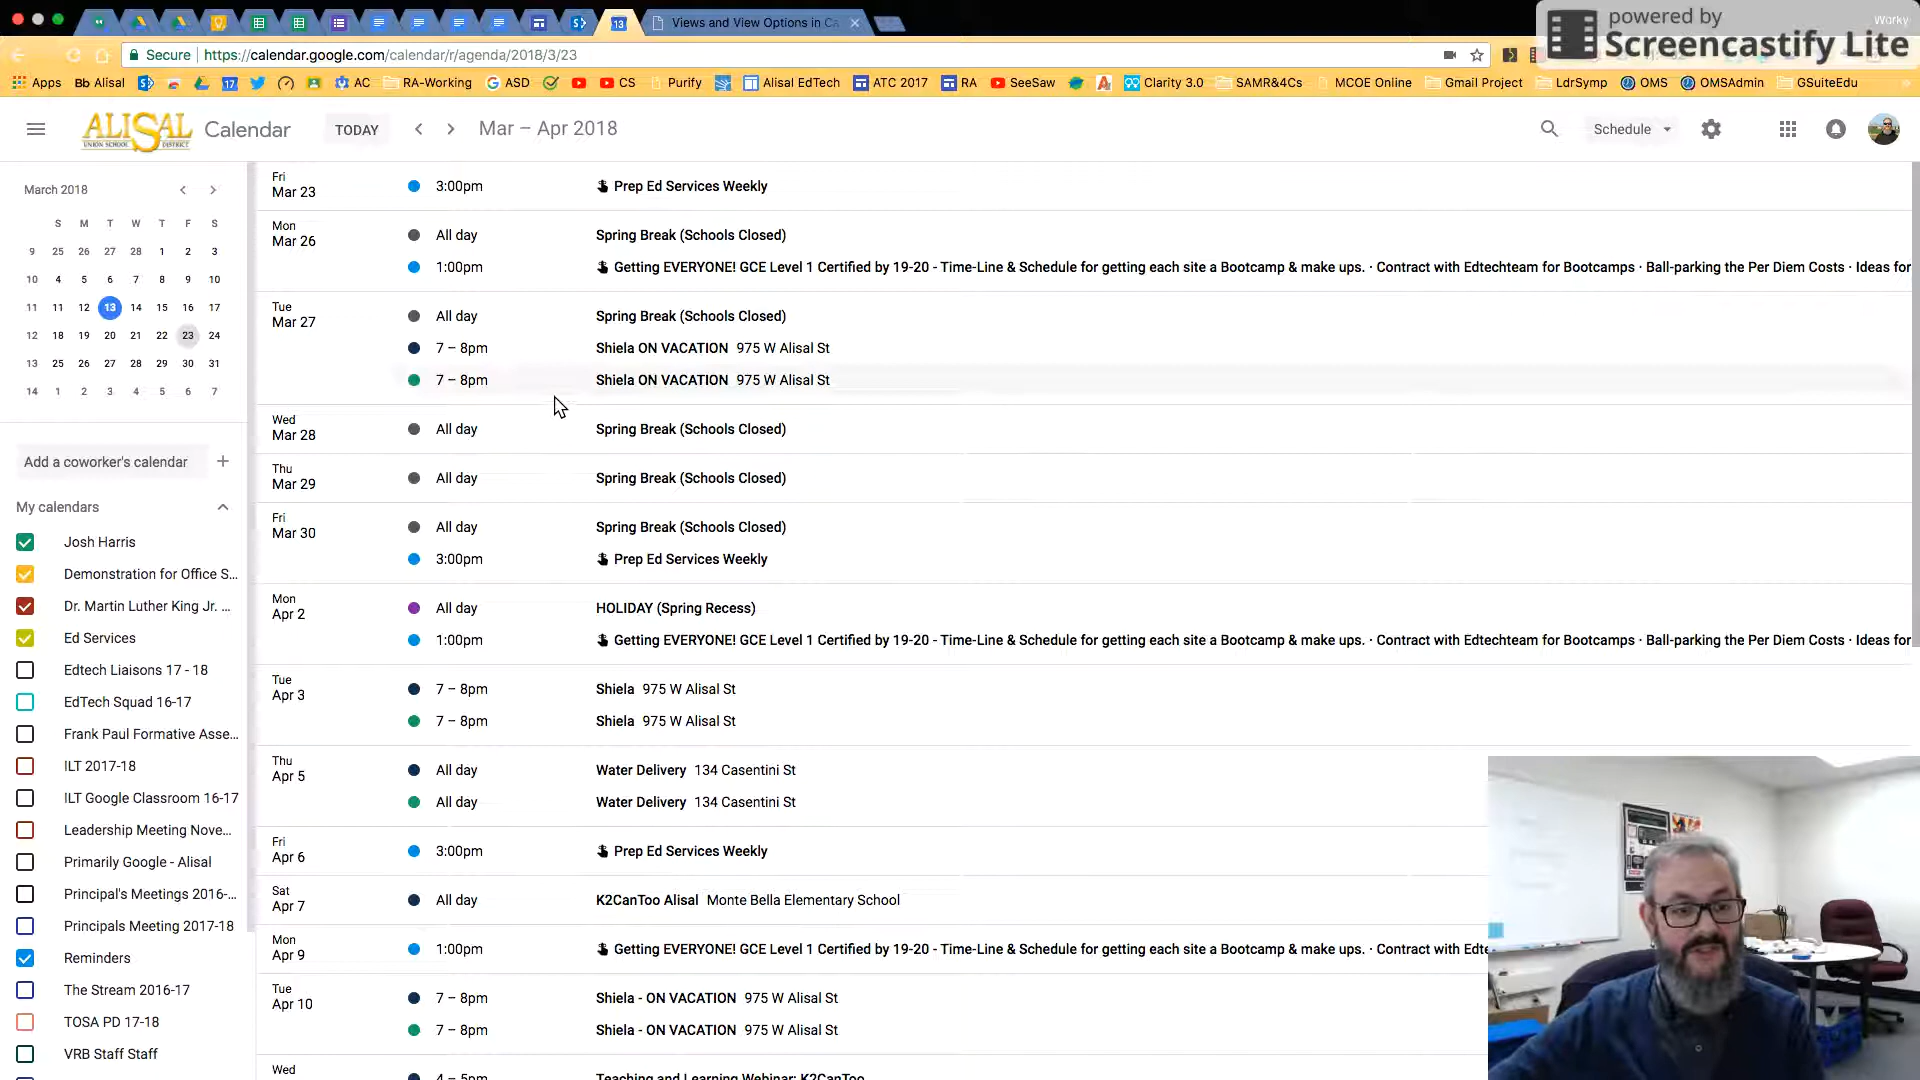 Views and View Options in Ca
Worky
powered by
Screencastify Lite
Secure https://calendar.google.com/calendar/r/agenda/2018/3/23
Apps Bb Alisal 17 AC RA-Working G ASD CS Purify Alisal EdTech ATC 2017 RA SeeSaw Clarity 3.0 SAMR&4Cs MCOE Online Gmail Project LdrSymp OMS OMSAdmin GSuiteEdu
ALISAL
UNION SCHOOL DISTRICT
Calendar TODAY Mar – Apr 2018 Schedule
March 2018
S M T W T F S
9 25 26 27 28 1 2 3
10 4 5 6 7 8 9 10
11 11 12 13 14 15 16 17
12 18 19 20 21 22 23 24
13 25 26 27 28 29 30 31
14 1 2 3 4 5 6 7
Add a coworker's calendar +
My calendars
Josh Harris
Demonstration for Office S...
Dr. Martin Luther King Jr. ...
Ed Services
Edtech Liaisons 17 - 18
EdTech Squad 16-17
Frank Paul Formative Asse...
ILT 2017-18
ILT Google Classroom 16-17
Leadership Meeting Nove...
Primarily Google - Alisal
Principal's Meetings 2016-...
Principals Meeting 2017-18
Reminders
The Stream 2016-17
TOSA PD 17-18
VRB Staff Staff
Fri
Mar 23
3:00pm Prep Ed Services Weekly
Mon
Mar 26
All day Spring Break (Schools Closed)
1:00pm Getting EVERYONE! GCE Level 1 Certified by 19-20 - Time-Line & Schedule for getting each site a Bootcamp & make ups. · Contract with Edtechteam for Bootcamps · Ball-parking the Per Diem Costs · Ideas for
Tue
Mar 27
All day Spring Break (Schools Closed)
7 – 8pm Shiela ON VACATION 975 W Alisal St
7 – 8pm Shiela ON VACATION 975 W Alisal St
Wed
Mar 28
All day Spring Break (Schools Closed)
Thu
Mar 29
All day Spring Break (Schools Closed)
Fri
Mar 30
All day Spring Break (Schools Closed)
3:00pm Prep Ed Services Weekly
Mon
Apr 2
All day HOLIDAY (Spring Recess)
1:00pm Getting EVERYONE! GCE Level 1 Certified by 19-20 - Time-Line & Schedule for getting each site a Bootcamp & make ups. · Contract with Edtechteam for Bootcamps · Ball-parking the Per Diem Costs · Ideas for
Tue
Apr 3
7 – 8pm Shiela 975 W Alisal St
7 – 8pm Shiela 975 W Alisal St
Thu
Apr 5
All day Water Delivery 134 Casentini St
All day Water Delivery 134 Casentini St
Fri
Apr 6
3:00pm Prep Ed Services Weekly
Sat
Apr 7
All day K2CanToo Alisal Monte Bella Elementary School
Mon
Apr 9
1:00pm Getting EVERYONE! GCE Level 1 Certified by 19-20 - Time-Line & Schedule for getting each site a Bootcamp & make ups. · Contract with Edte
Tue
Apr 10
7 – 8pm Shiela - ON VACATION 975 W Alisal St
7 – 8pm Shiela - ON VACATION 975 W Alisal St
Wed
4 – 5pm Teaching and Learning Webinar: K2CanToo